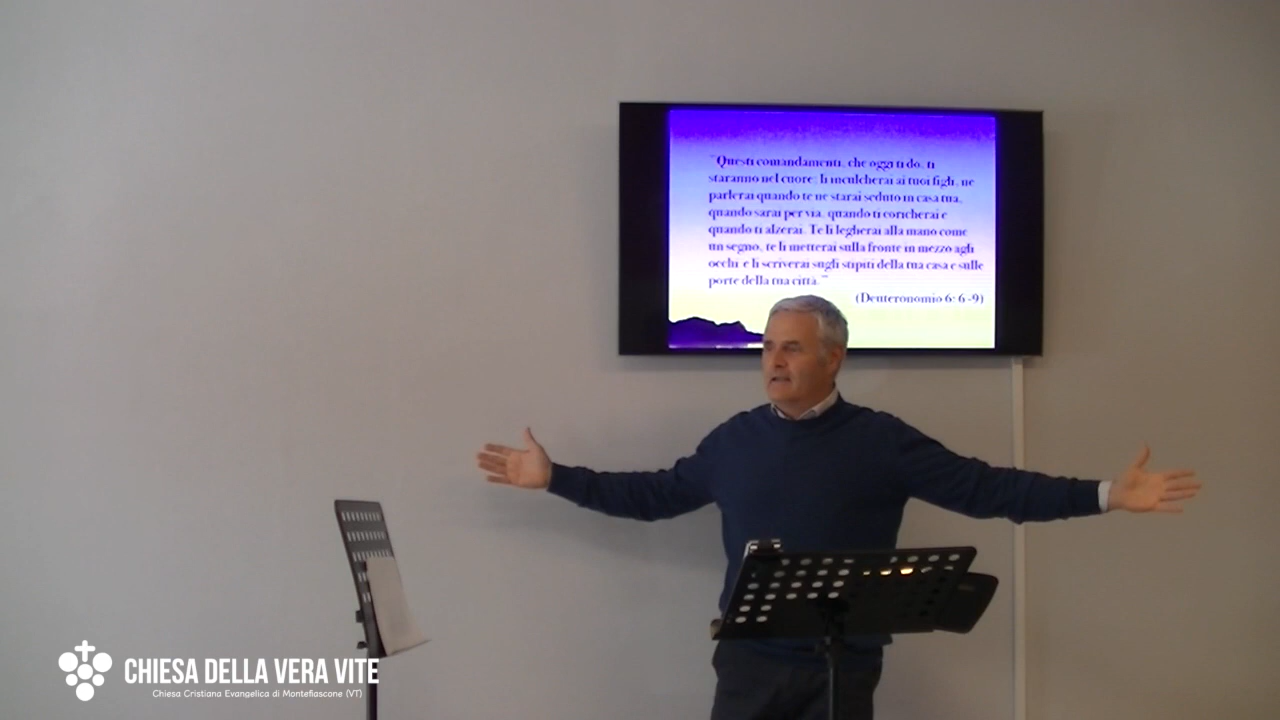 "Questi comandamenti, che oggi ti do, ti
staranno nel cuore; li inculcherai ai tuoi figli, ne
parlerai quando te ne starai seduto in casa tua,
quando sarai per via, quando ti coricherai e
quando ti alzerai. Te li legherai alla mano come
un segno, te li metterai sulla fronte in mezzo agli
occhi e li scriverai sugli stipiti della tua casa e sulle
porte della tua città."
(Deuteronomio 6: 6-9)
CHIESA DELLA VERA VITE
Chiesa Cristiana Evangelica di Montefiascone (VT)